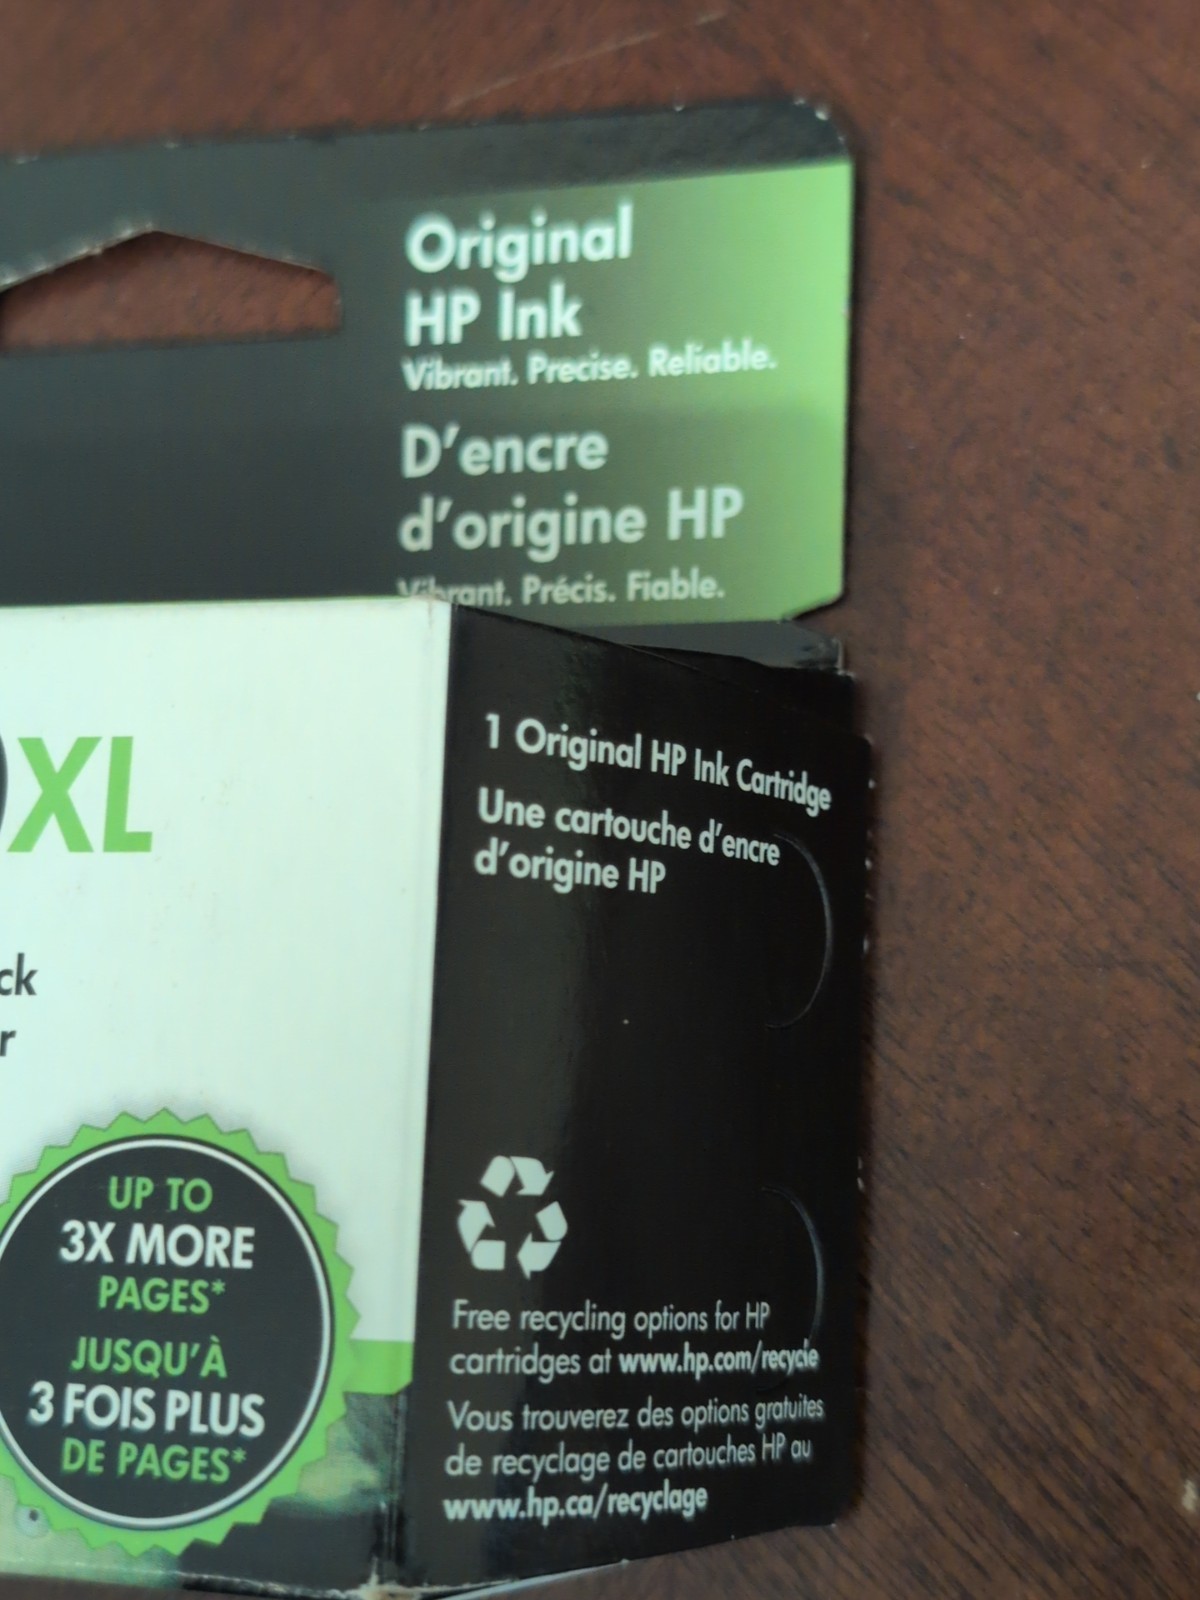 Original
HP Ink
Vibrant. Precise. Reliable.
D'encre
d'origine HP
Vibrant. Précis. Fiable.
XL
ck
r
UP TO
3X MORE
PAGES*
JUSQU'À
3 FOIS PLUS
DE PAGES*
1 Original HP Ink Cartridge
Une cartouche d'encre
d'origine HP
Free recycling options for HP
cartridges at www.hp.com/recycle
Vous trouverez des options gratuites
de recyclage de cartouches HP au
www.hp.ca/recyclage